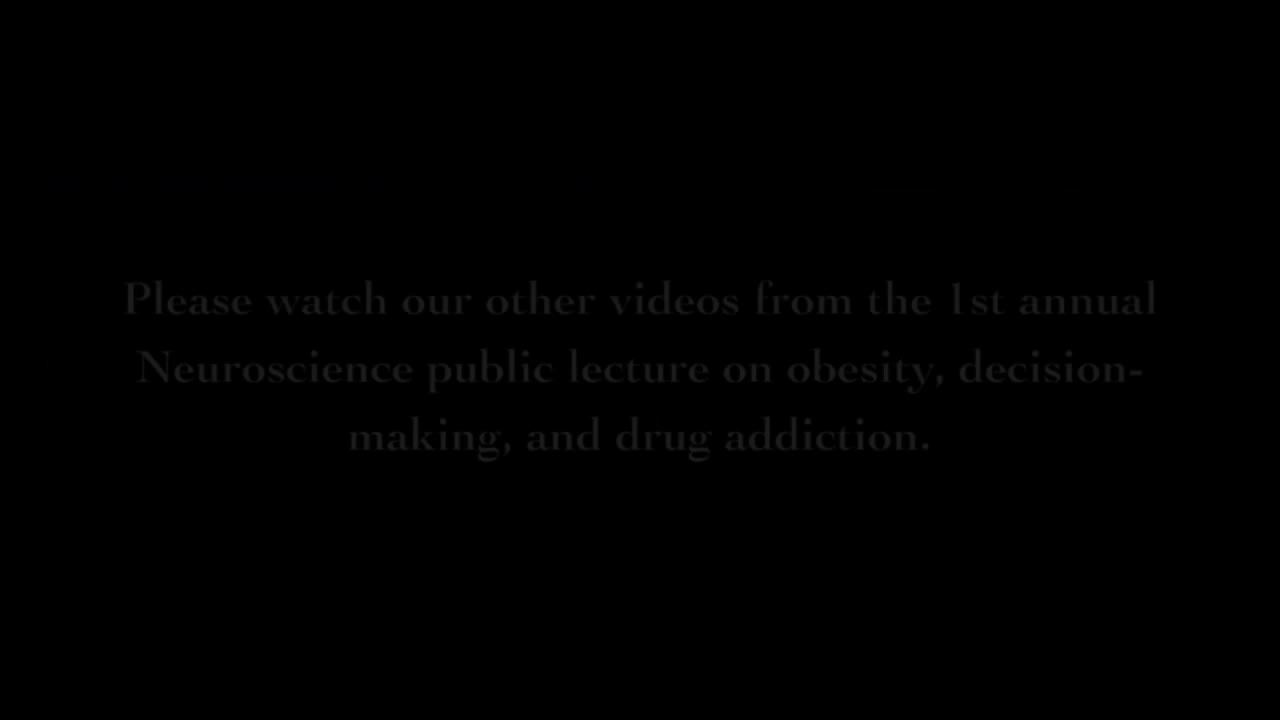 Please watch our other videos from the 1st annual
Neuroscience public lecture on obesity, decision-
making, and drug addiction.